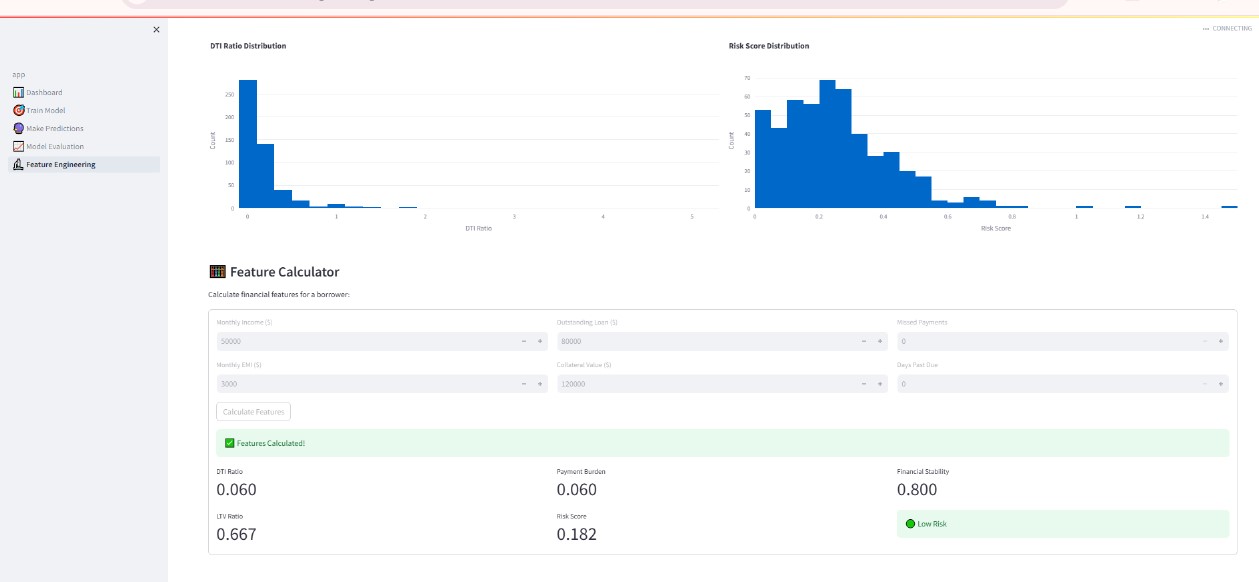 CONNECTING
app
Dashboard
Train Model
Make Predictions
Model Evaluation
Feature Engineering
DTI Ratio Distribution
250
200
150
100
50
0
Count
0 1 2 3 4 5
DTI Ratio
Risk Score Distribution
70
60
50
40
30
20
10
0
Count
0 0.2 0.4 0.6 0.8 1 1.2 1.4
Risk Score
Feature Calculator
Calculate financial features for a borrower:
Monthly Income ($) Outstanding Loan ($) Missed Payments
50000 80000 0
Monthly EMI ($) Collateral Value ($) Days Past Due
3000 120000 0
Calculate Features
Features Calculated!
DTI Ratio Payment Burden Financial Stability
0.060 0.060 0.800
LTV Ratio Risk Score
0.667 0.182
Low Risk